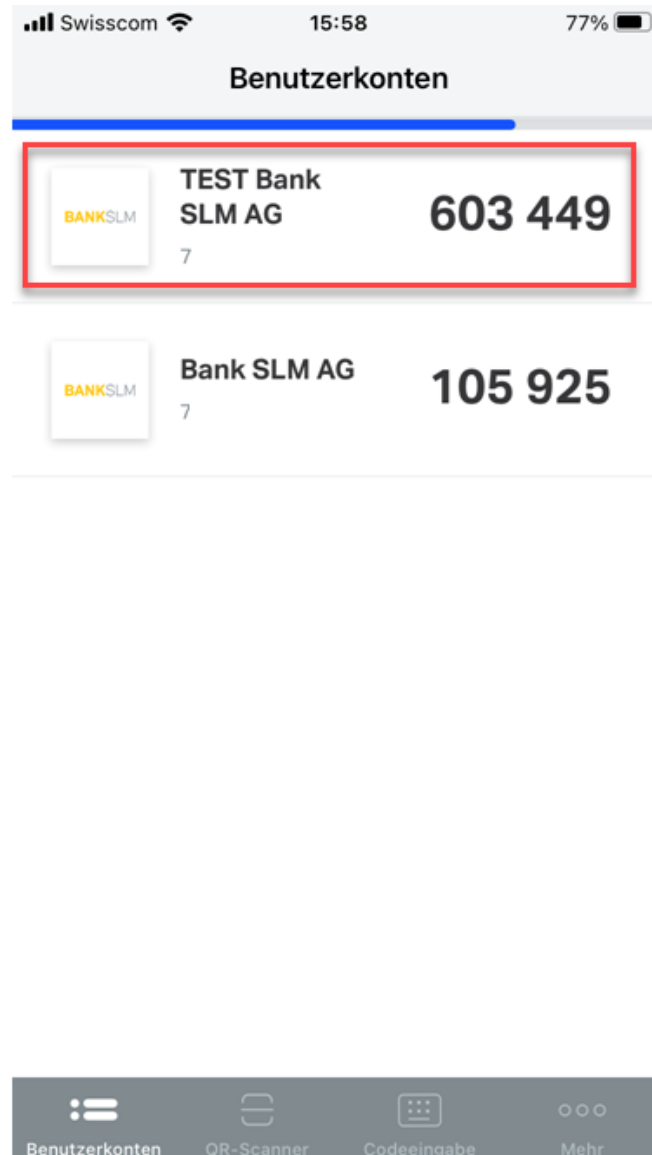 Swisscom 15:58 77%
Benutzerkonten
BANKSLM
TEST Bank
SLM AG
7
603 449
BANKSLM
Bank SLM AG
7
105 925
Benutzerkonten QR-Scanner Codeeingabe Mehr